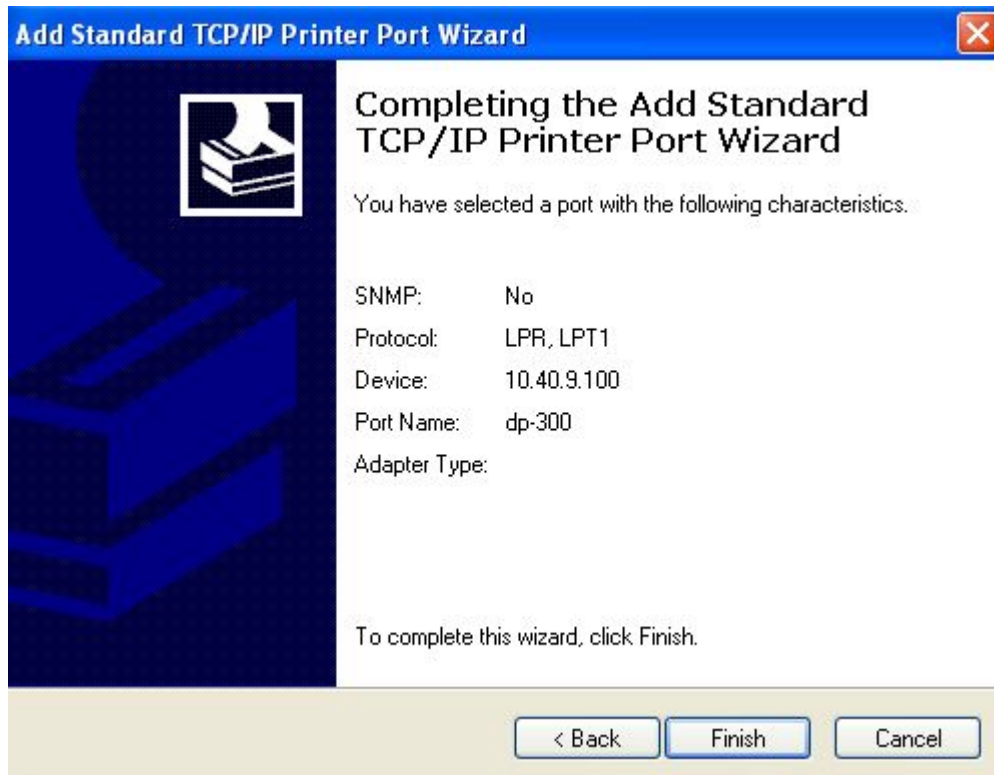 Add Standard TCP/IP Printer Port Wizard
Completing the Add Standard
TCP/IP Printer Port Wizard
You have selected a port with the following characteristics.
SNMP: No
Protocol: LPR, LPT1
Device: 10.40.9.100
Port Name: dp-300
Adapter Type:
To complete this wizard, click Finish.
< Back Finish Cancel